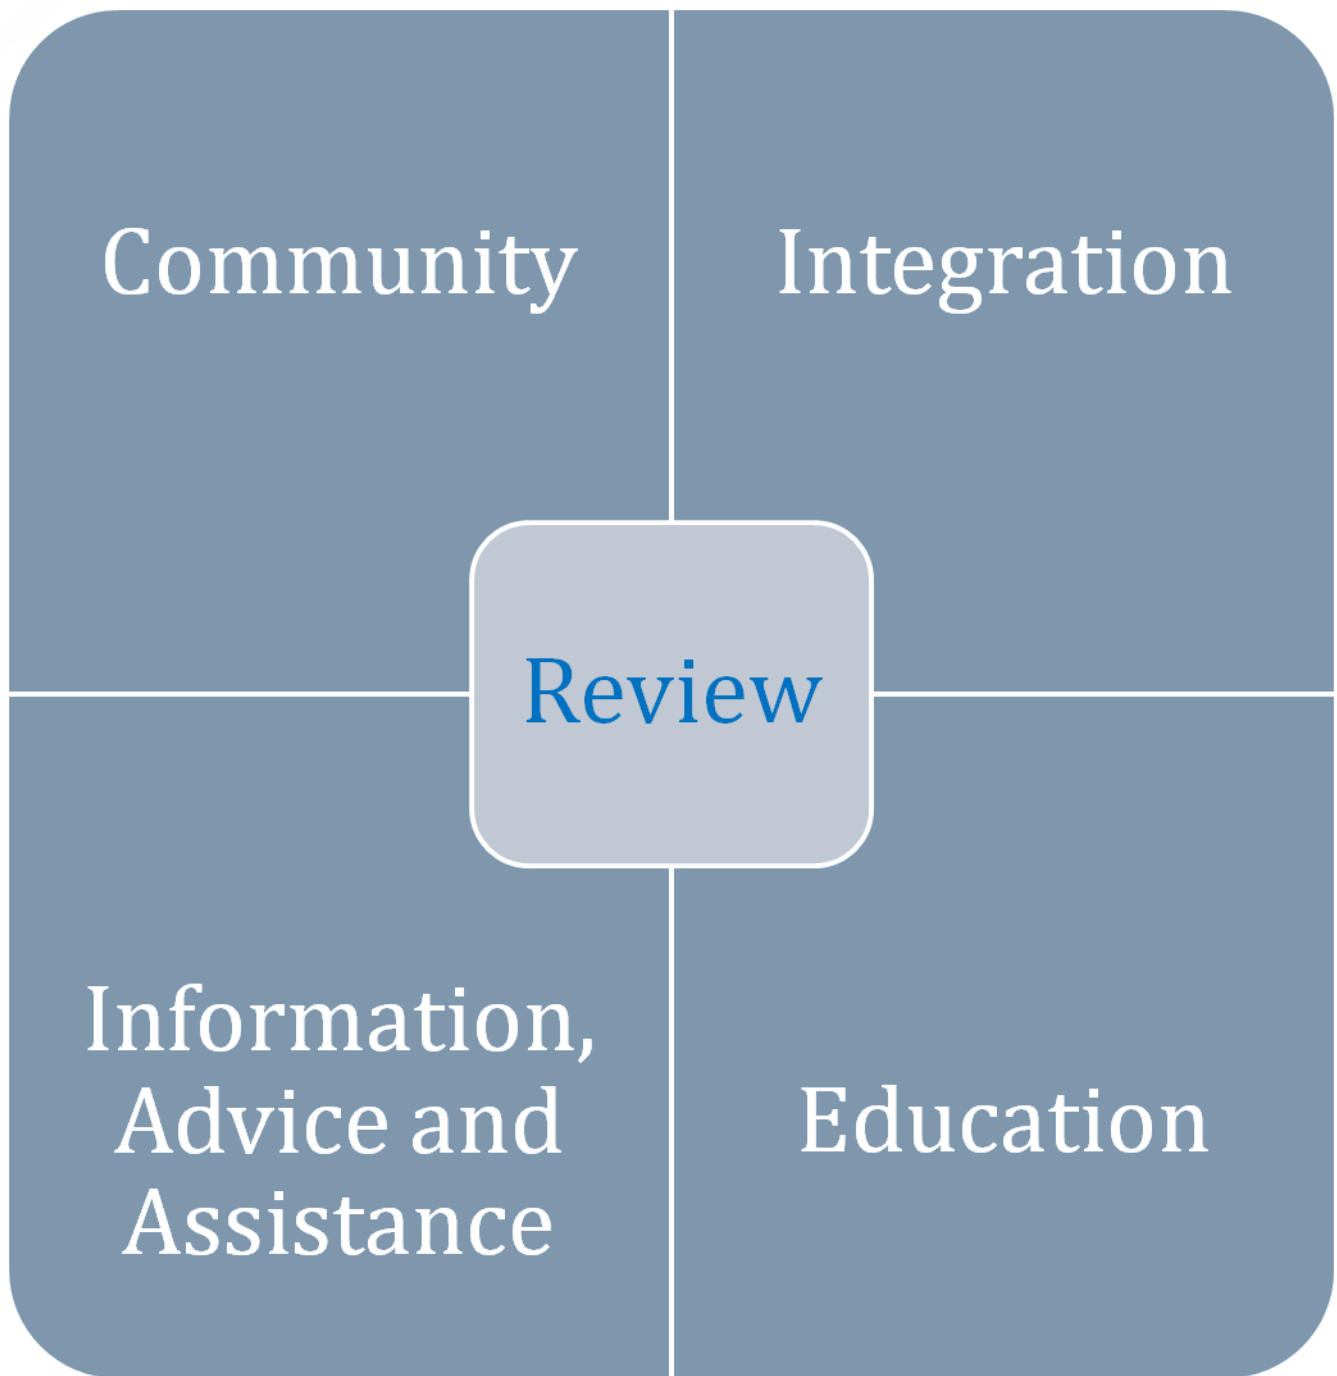 Community
Integration
Review
Information,
Advice and
Assistance
Education